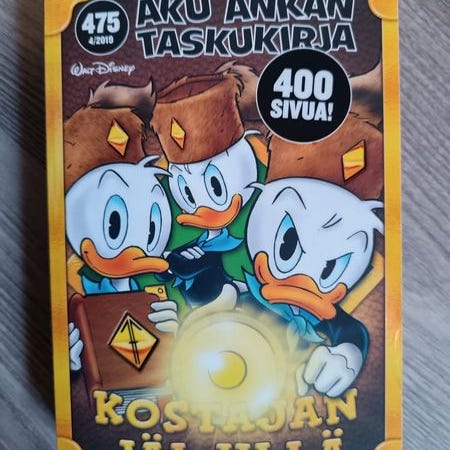 AKU ANKAN
TASKUKIRJA
475
4/2019
WALT DISNEY
400
SIVUA!
KOSTAJAN